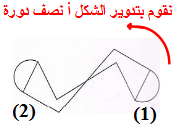 نقوم بتدوير الشكل أ نصف دورة
(2) (1)